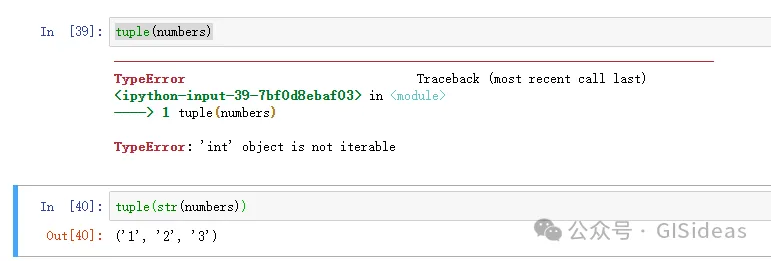 In [39]: tuple(numbers)
TypeError Traceback (most recent call last)
<ipython-input-39-7bf0d8ebaf03> in <module>
----> 1 tuple(numbers)
TypeError: 'int' object is not iterable
In [40]: tuple(str(numbers))
Out[40]: ('1', '2', '3')
公众号 · GISideas